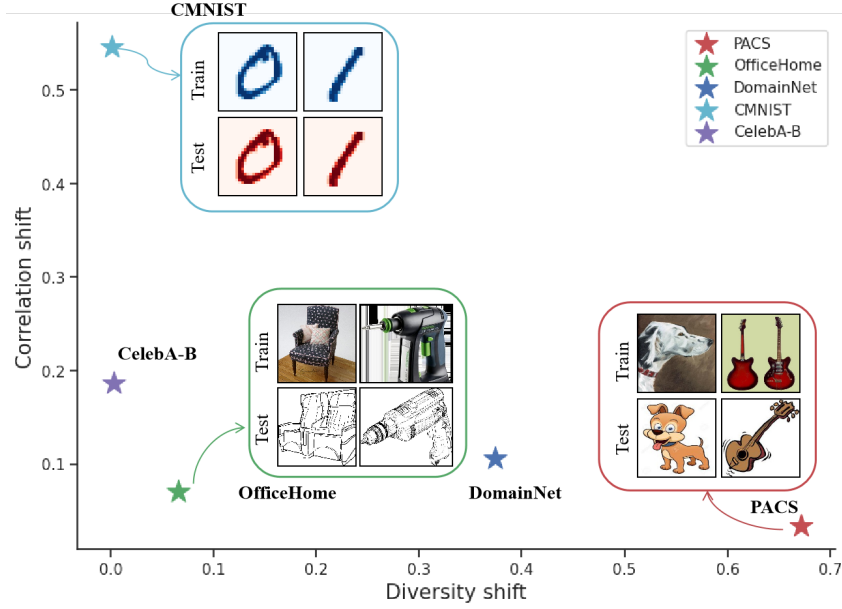 CMNIST
Train
Test
PACS
OfficeHome
DomainNet
CMNIST
CelebA-B
0.5
0.4
0.3
0.2
0.1
Correlation shift
CelebA-B
Train
Test
OfficeHome
DomainNet
Train
Test
PACS
0.0
0.1
0.2
0.3
0.4
0.5
0.6
0.7
Diversity shift